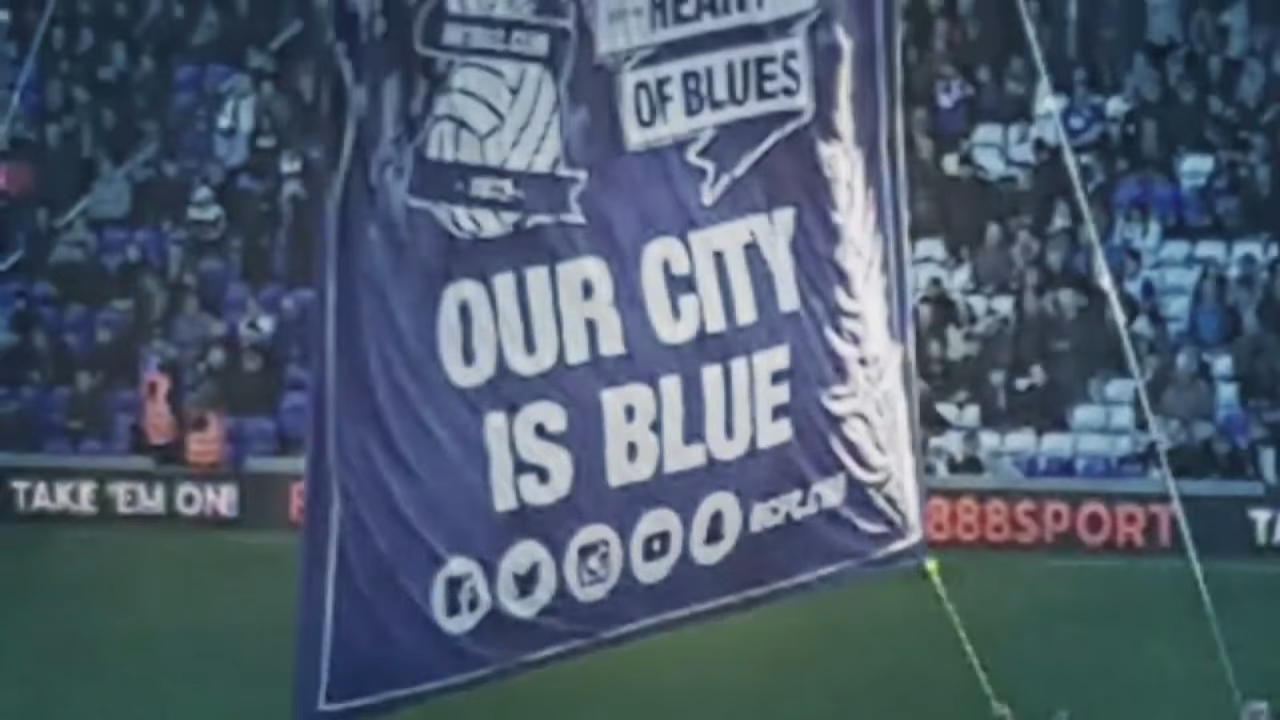 HEART
OF BLUES
OUR CITY
IS BLUE
TAKE 'EM ON!
888SPORT